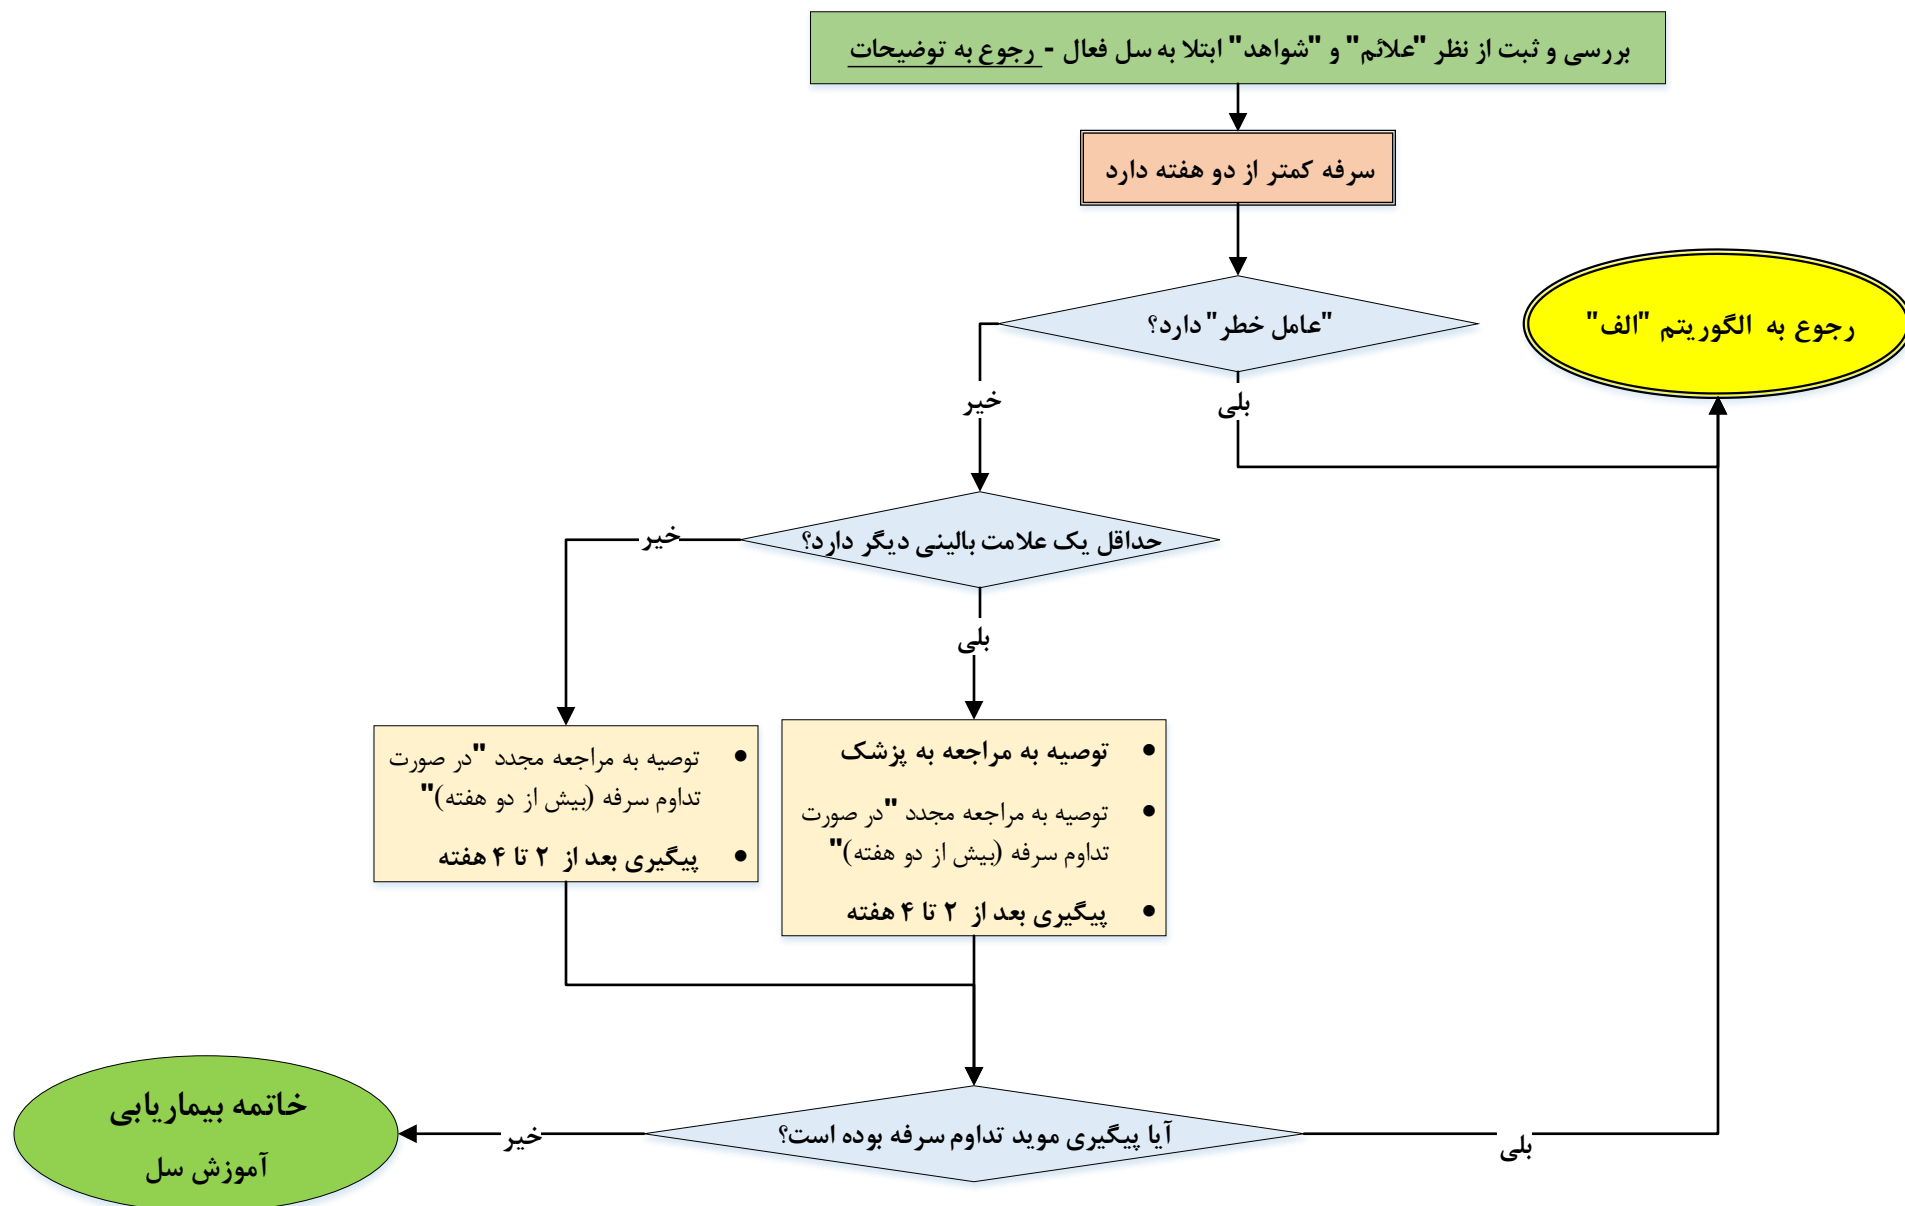 بررسی و ثبت از نظر "علائم" و "شواهد" ابتلا به سل فعال - رجوع به توضیحات
سرفه کمتر از دو هفته دارد
"عامل خطر" دارد؟
رجوع به الگوریتم "الف"
خیر
بلی
حداقل یک علامت بالینی دیگر دارد؟
خیر
بلی
• توصیه به مراجعه به پزشک
• توصیه به مراجعه مجدد "در صورت
تداوم سرفه (بیش از دو هفته)"
• پیگیری بعد از ۲ تا ۴ هفته
• توصیه به مراجعه مجدد "در صورت
تداوم سرفه (بیش از دو هفته)"
• پیگیری بعد از ۲ تا ۴ هفته
آیا پیگیری موید تداوم سرفه بوده است؟
بلی
خیر
خاتمه بیماریابی
آموزش سل